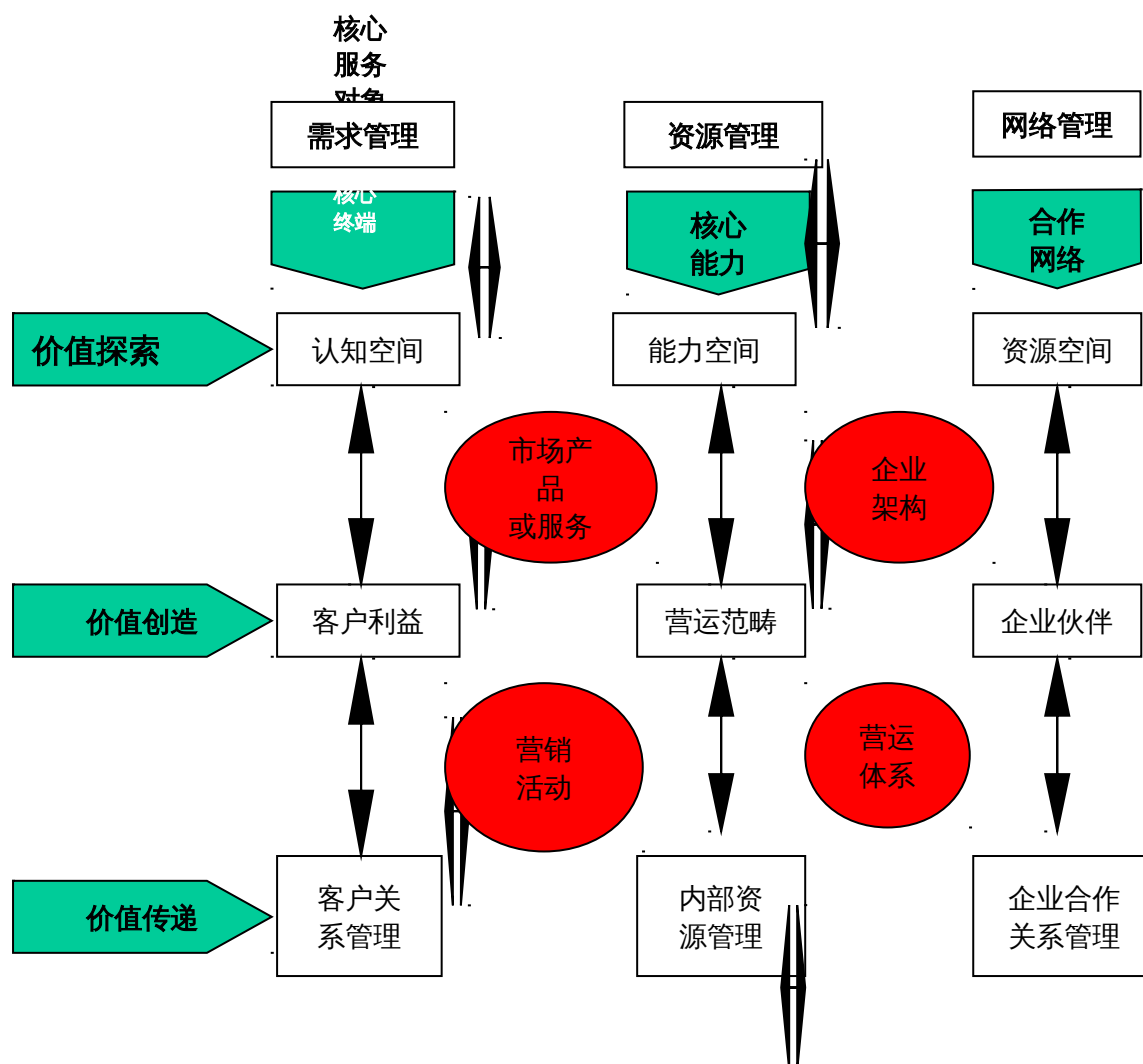 核心
服务
对象
需求管理
资源管理
网络管理
核心
终端
核心
能力
合作
网络
价值探索
认知空间
能力空间
资源空间
市场产
品
或服务
企业
架构
价值创造
客户利益
营运范畴
企业伙伴
营销
活动
营运
体系
价值传递
客户关
系管理
内部资
源管理
企业合作
关系管理